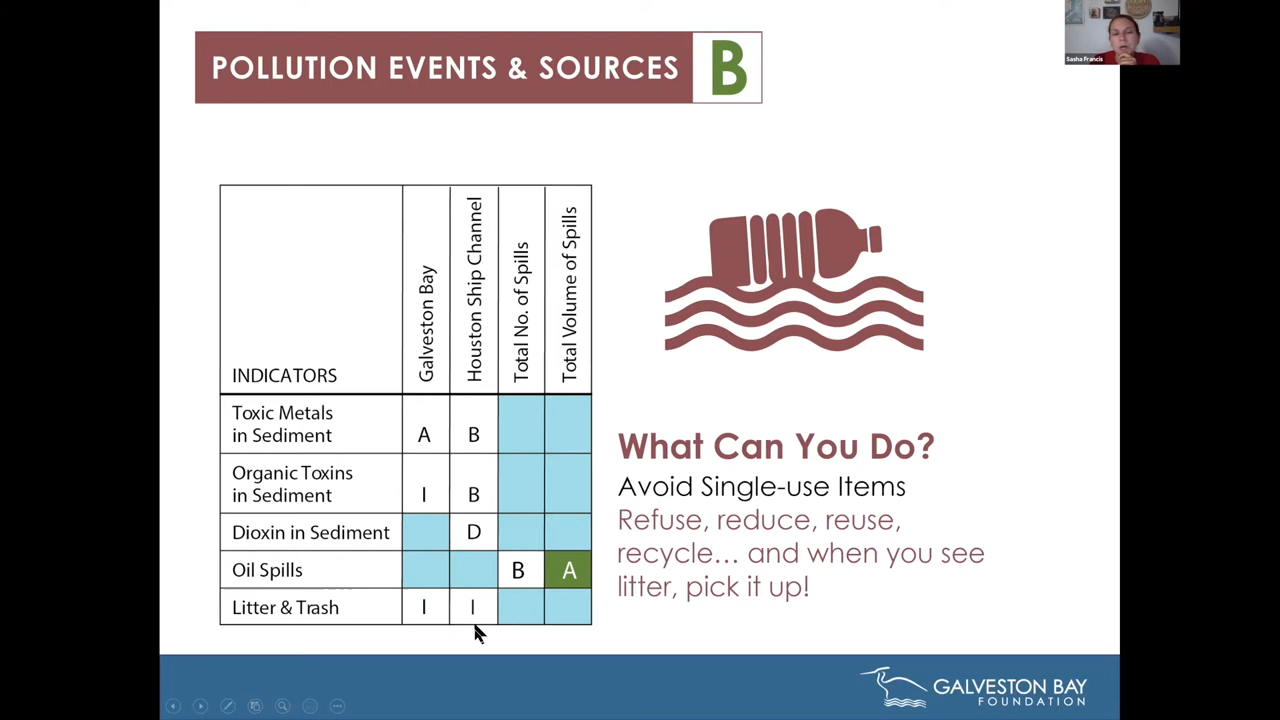 POLLUTION EVENTS & SOURCES B
Sasha Francis
INDICATORS
Galveston Bay
Houston Ship Channel
Total No. of Spills
Total Volume of Spills
Toxic Metals
in Sediment A B
Organic Toxins
in Sediment I B
Dioxin in Sediment D
Oil Spills B A
Litter & Trash I I
What Can You Do?
Avoid Single-use Items
Refuse, reduce, reuse,
recycle... and when you see
litter, pick it up!
GALVESTON BAY
FOUNDATION